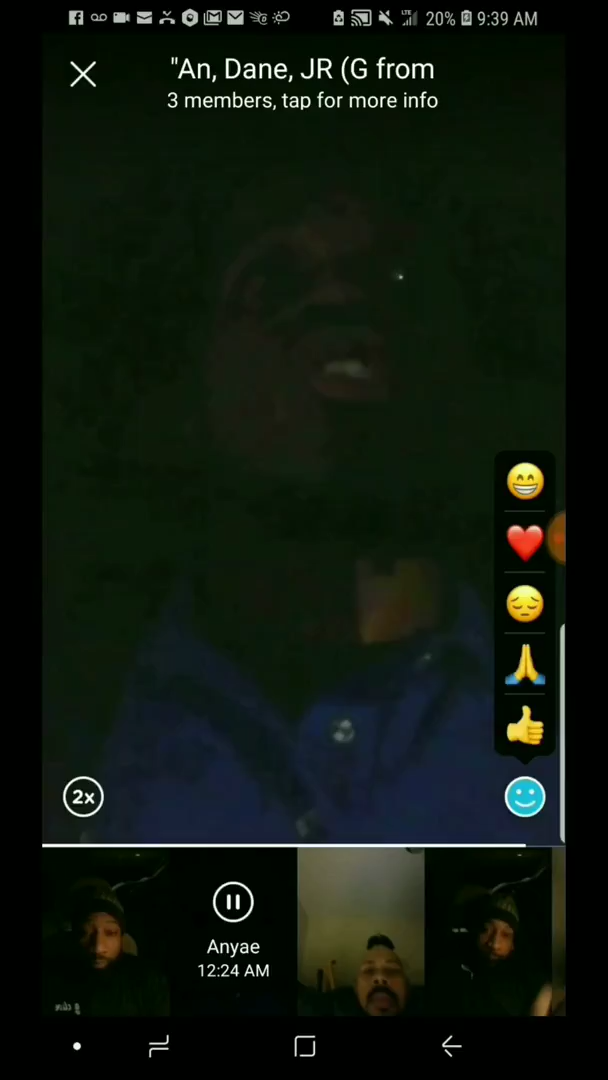 20% 9:39 AM
"An, Dane, JR (G from
3 members, tap for more info
2x
Anyae
12:24 AM